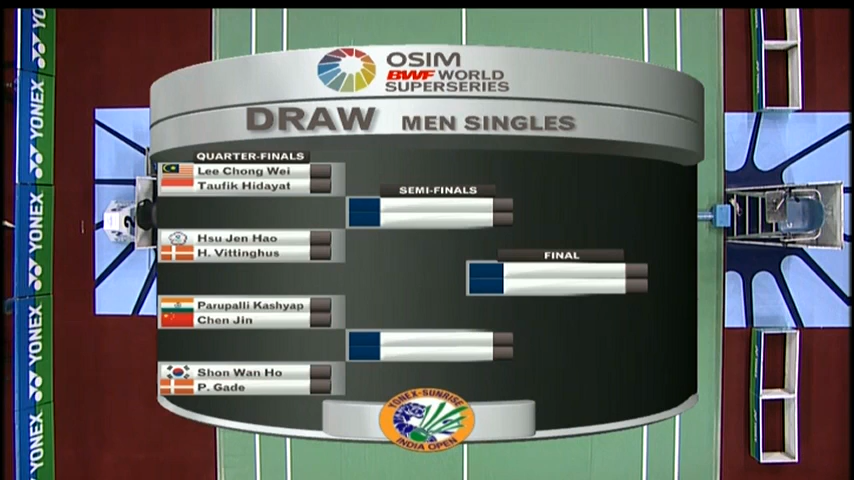 OSIM
BWF WORLD
SUPERSERIES
DRAW MEN SINGLES
QUARTER-FINALS
Lee Chong Wei
Taufik Hidayat
SEMI-FINALS
Hsu Jen Hao
H. Vittinghus
FINAL
Parupalli Kashyap
Chen Jin
Shon Wan Ho
P. Gade
YONEX-SUNRISE
INDIA OPEN
YONEX
YONEX
YONEX
YONEX
2